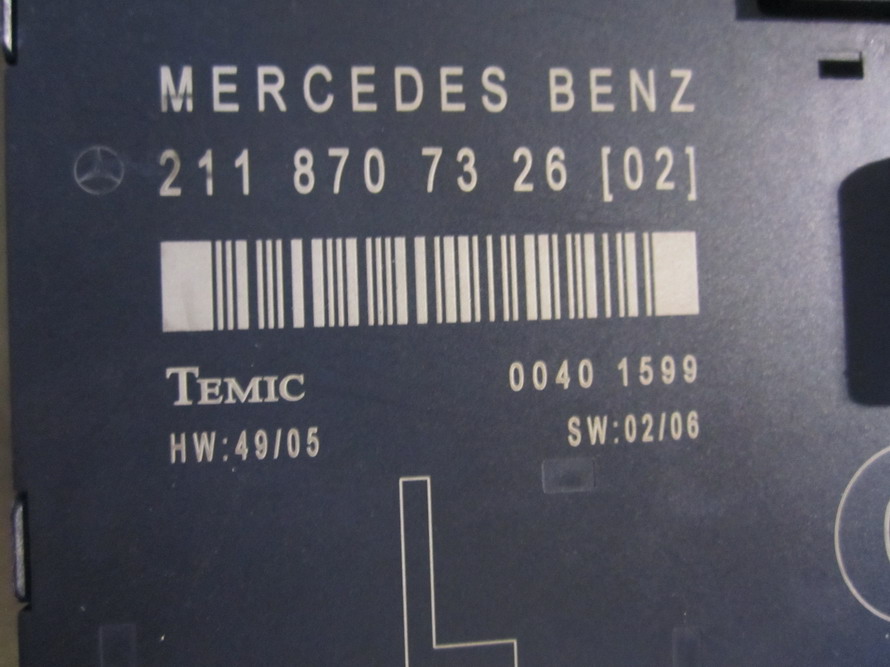 MERCEDES BENZ
211 870 73 26 [02]
TEMIC 0040 1599
HW:49/05 SW:02/06
L